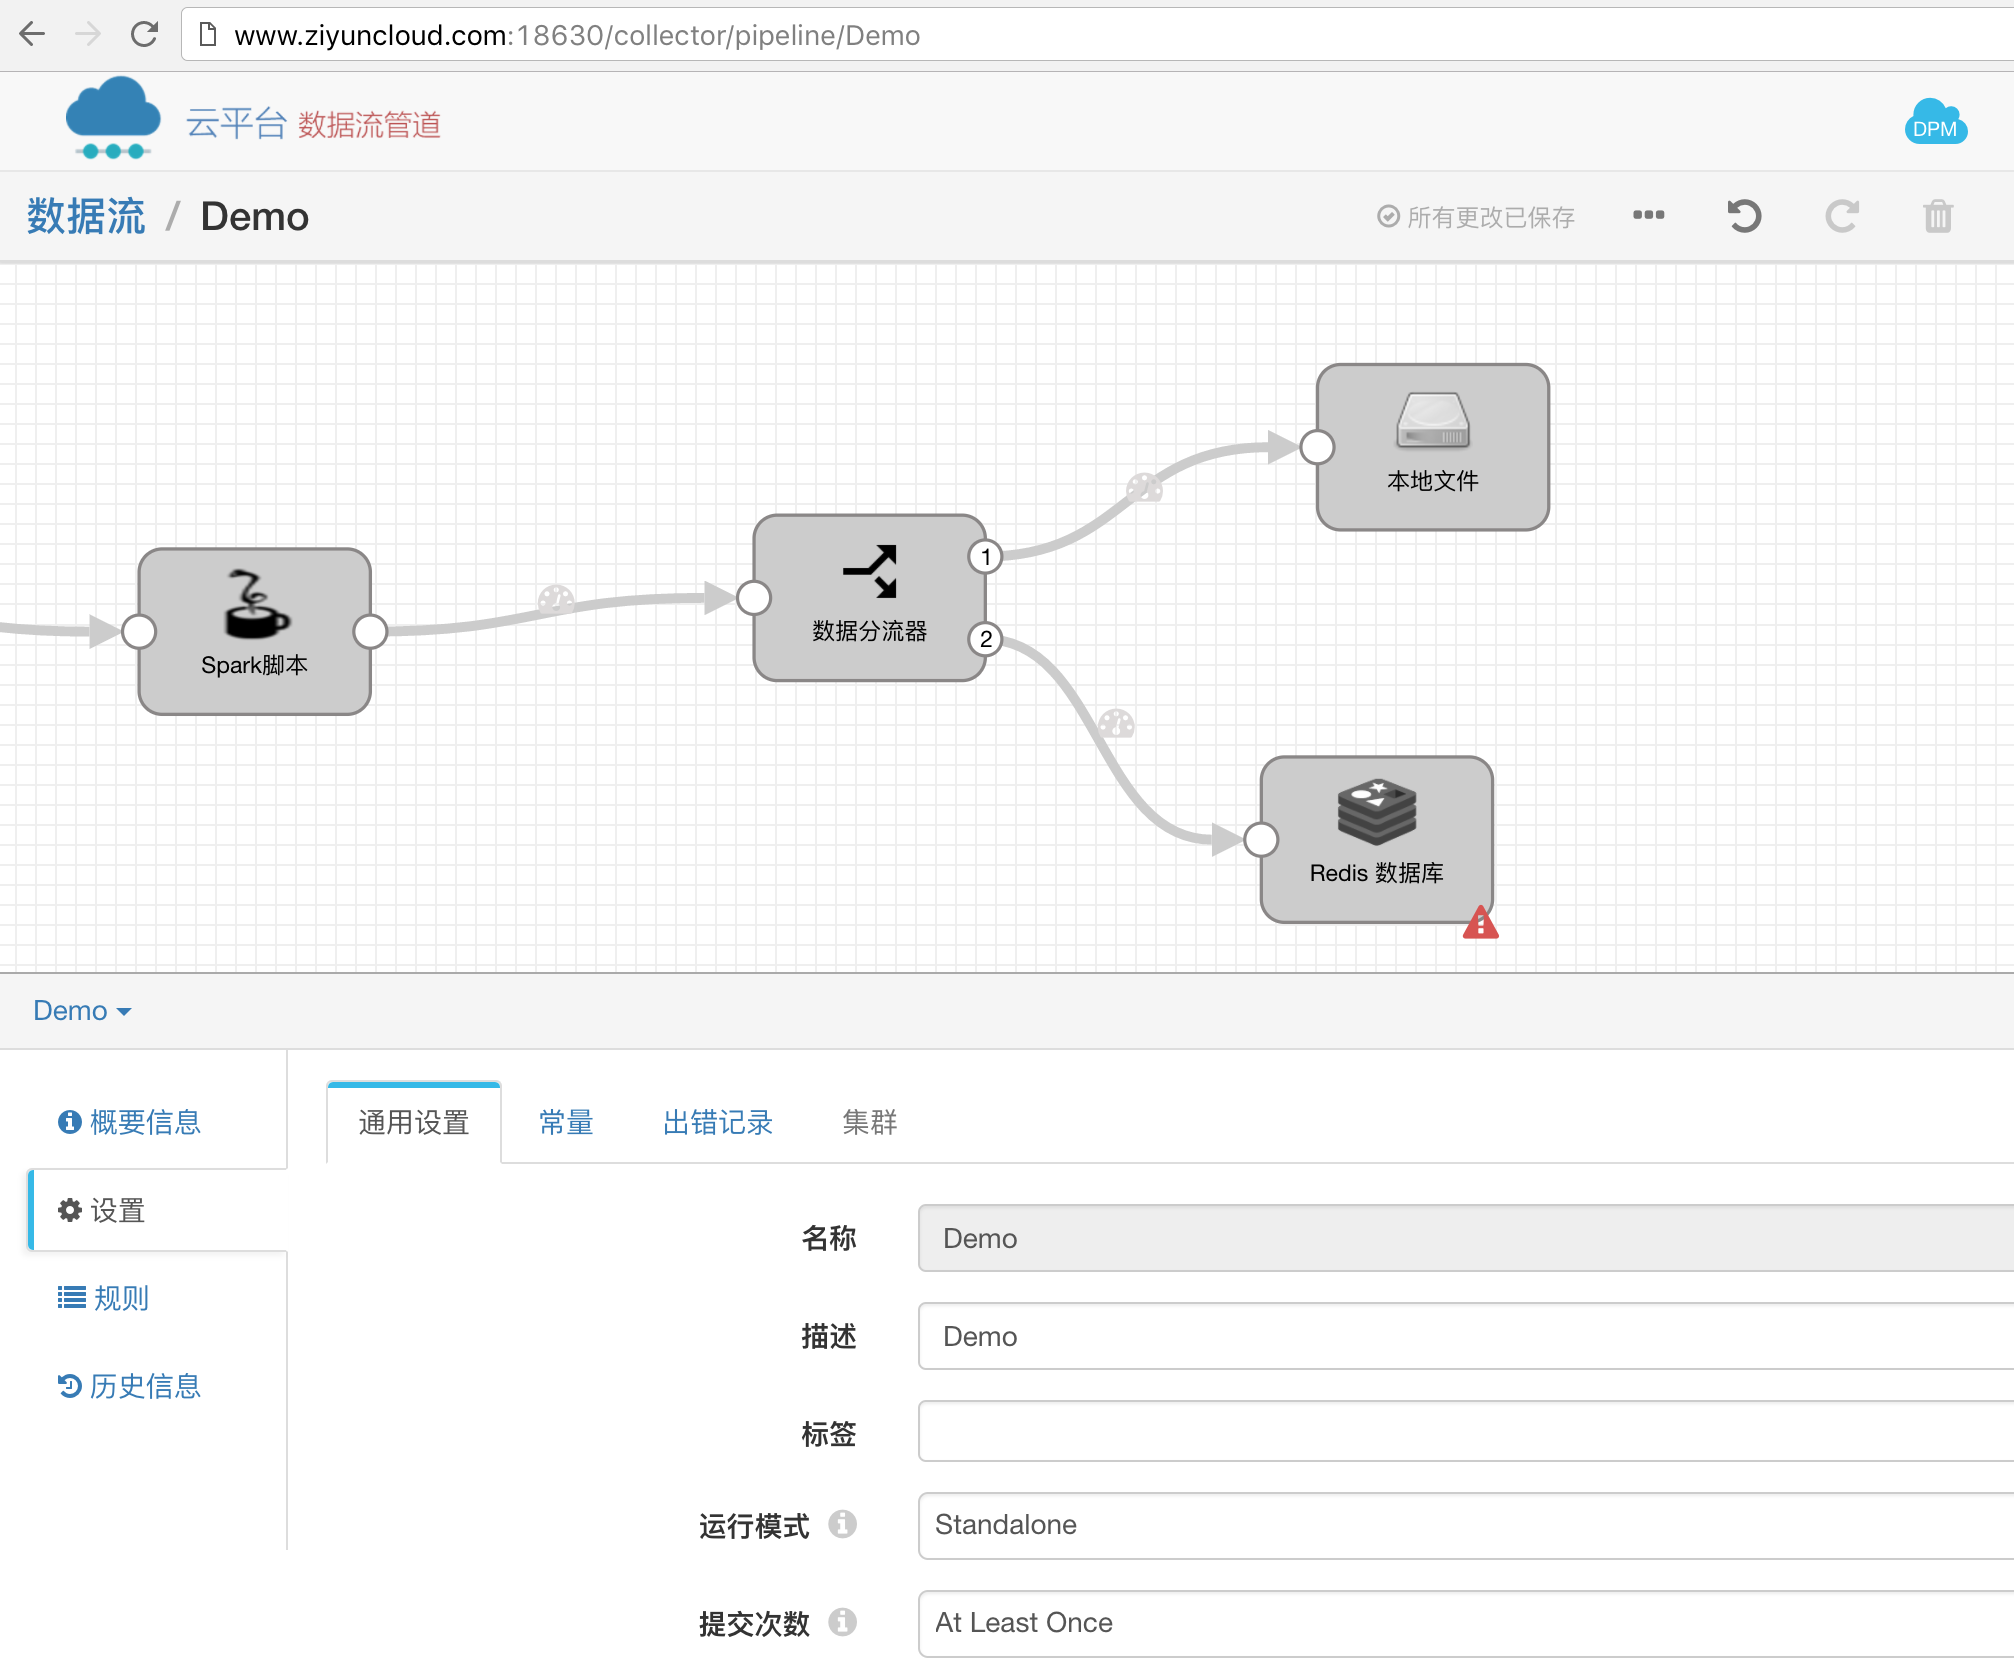 www.ziyuncloud.com:18630/collector/pipeline/Demo
云平台 数据流管道
DPM
数据流 / Demo
所有更改已保存
本地文件
1
数据分流器
2
Spark脚本
Redis 数据库
Demo
概要信息
设置
规则
历史信息
通用设置 常量 出错记录 集群
名称 Demo
描述 Demo
标签
运行模式 Standalone
提交次数 At Least Once